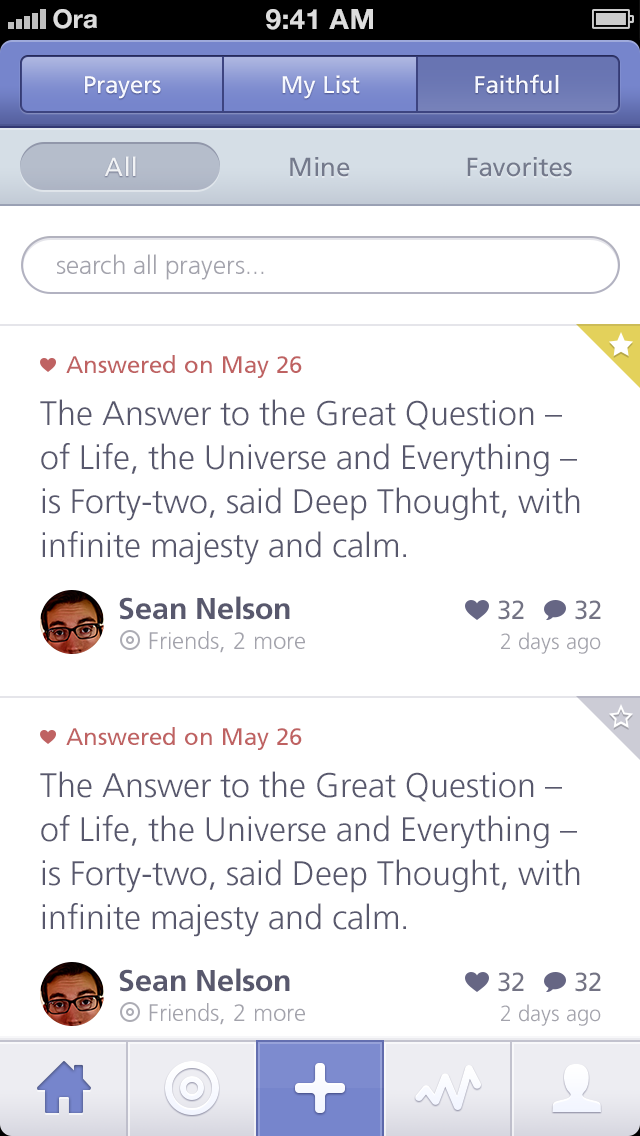 Ora 9:41 AM
Prayers My List Faithful
All Mine Favorites
search all prayers...
Answered on May 26
The Answer to the Great Question –
of Life, the Universe and Everything –
is Forty-two, said Deep Thought, with
infinite majesty and calm.
Sean Nelson 32 32
Friends, 2 more 2 days ago
Answered on May 26
The Answer to the Great Question –
of Life, the Universe and Everything –
is Forty-two, said Deep Thought, with
infinite majesty and calm.
Sean Nelson 32 32
Friends, 2 more 2 days ago